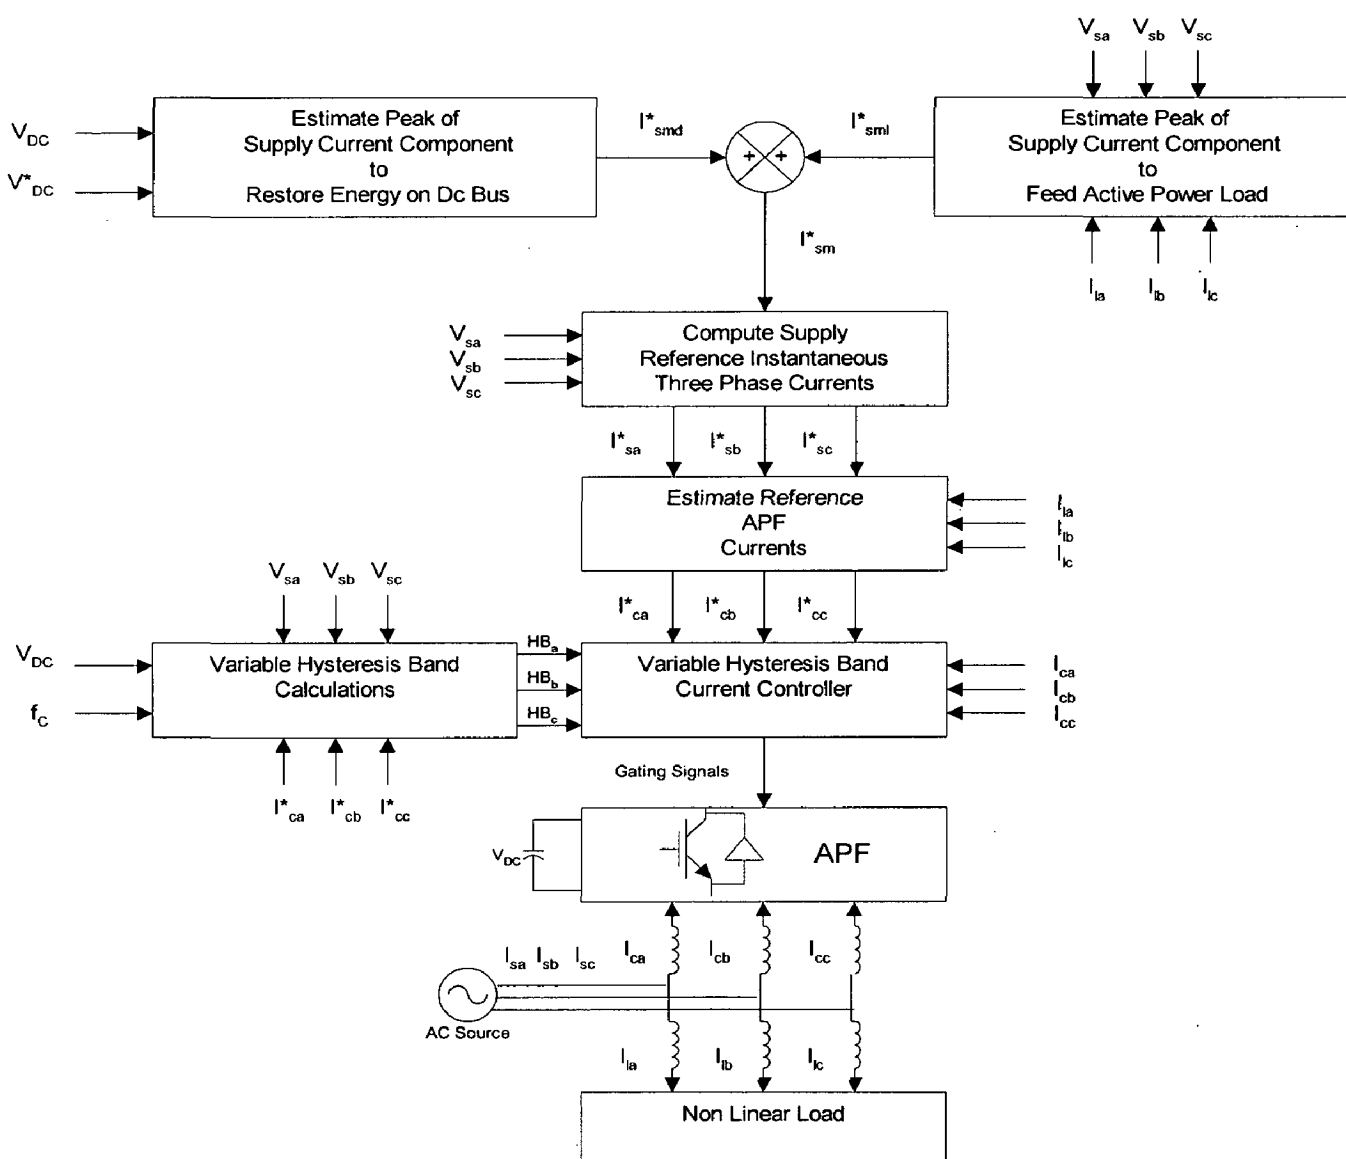 V_sa V_sb V_sc
Estimate Peak of
Supply Current Component
to
Restore Energy on Dc Bus
V_DC
V*_DC
I*_smd
+ +
I*_sml
Estimate Peak of
Supply Current Component
to
Feed Active Power Load
I*_sm
I_la I_lb I_lc
V_sa
V_sb
V_sc
Compute Supply
Reference Instantaneous
Three Phase Currents
I*_sa I*_sb I*_sc
Estimate Reference
APF
Currents
I_la
I_lb
I_lc
V_sa V_sb V_sc
I*_ca I*_cb I*_cc
V_DC
f_C
Variable Hysteresis Band
Calculations
HB_a
HB_b
HB_c
Variable Hysteresis Band
Current Controller
I_ca
I_cb
I_cc
I*_ca I*_cb I*_cc
Gating Signals
V_DC
APF
I_sa I_sb I_sc
I_ca I_cb I_cc
AC Source
I_la I_lb I_lc
Non Linear Load